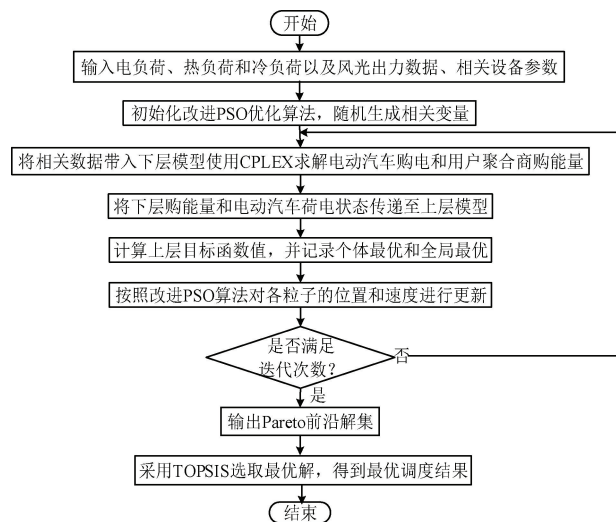 开始
输入电负荷、热负荷和冷负荷以及风光出力数据、相关设备参数
初始化改进PSO优化算法，随机生成相关变量
将相关数据带入下层模型使用CPLEX求解电动汽车购电和用户聚合商购能量
将下层购能量和电动汽车荷电状态传递至上层模型
计算上层目标函数值，并记录个体最优和全局最优
按照改进PSO算法对各粒子的位置和速度进行更新
是否满足
迭代次数？
否
是
输出Pareto前沿解集
采用TOPSIS选取最优解，得到最优调度结果
结束